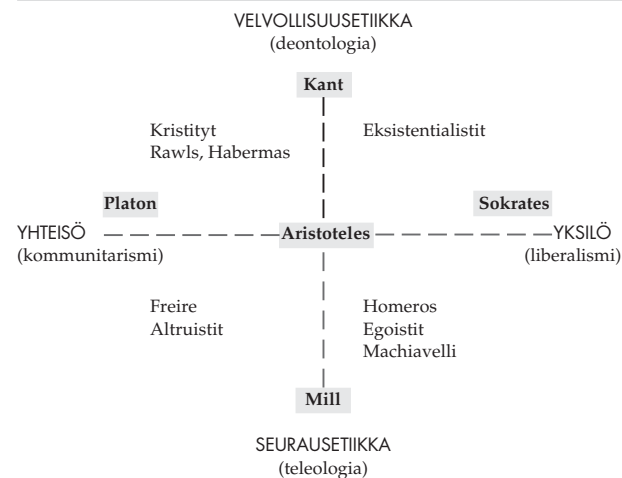 VELVOLLISUUSETIIKKA
(deontologia)
Kant
Kristityt
Rawls, Habermas
Eksistentialistit
Platon
Sokrates
YHTEISÖ
(kommunitarismi)
Aristoteles
YKSILÖ
(liberalismi)
Freire
Altruistit
Homeros
Egoistit
Machiavelli
Mill
SEURAUSETIIKKA
(teleologia)